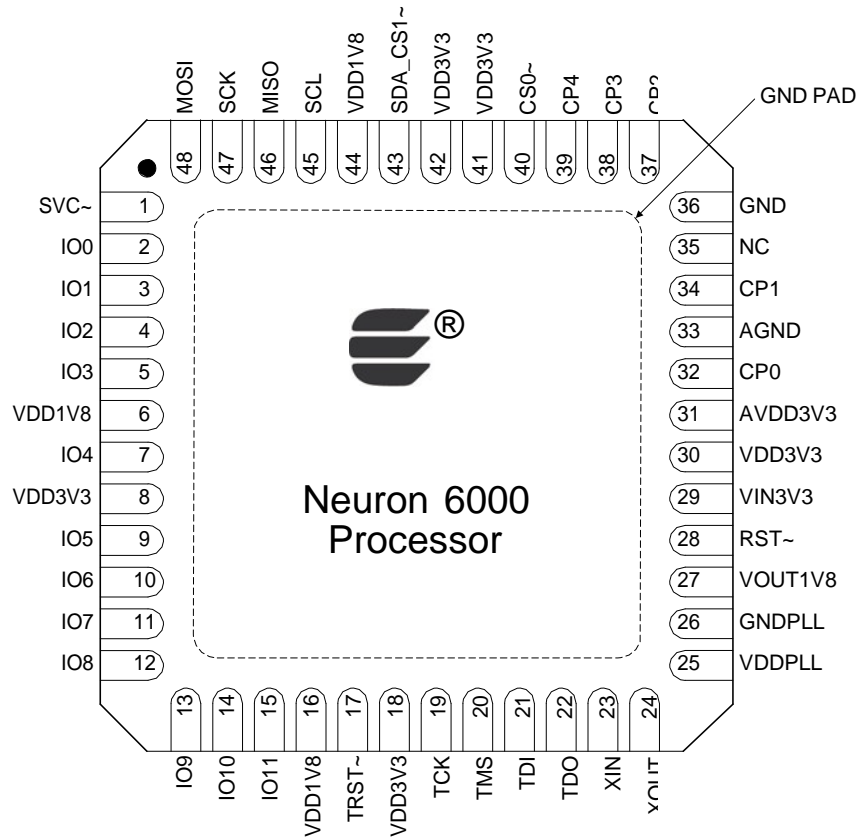 MOSI
SCK
MISO
SCL
VDD1V8
SDA_CS1~
VDD3V3
VDD3V3
CS0~
CP4
CP3
CP2
GND PAD
48
47
46
45
44
43
42
41
40
39
38
37
SVC~ 1
IO0 2
IO1 3
IO2 4
IO3 5
VDD1V8 6
IO4 7
VDD3V3 8
IO5 9
IO6 10
IO7 11
IO8 12
®
Neuron 6000
Processor
36 GND
35 NC
34 CP1
33 AGND
32 CP0
31 AVDD3V3
30 VDD3V3
29 VIN3V3
28 RST~
27 VOUT1V8
26 GNDPLL
25 VDDPLL
13
14
15
16
17
18
19
20
21
22
23
24
IO9
IO10
IO11
VDD1V8
TRST~
VDD3V3
TCK
TMS
TDI
TDO
XIN
XOUT